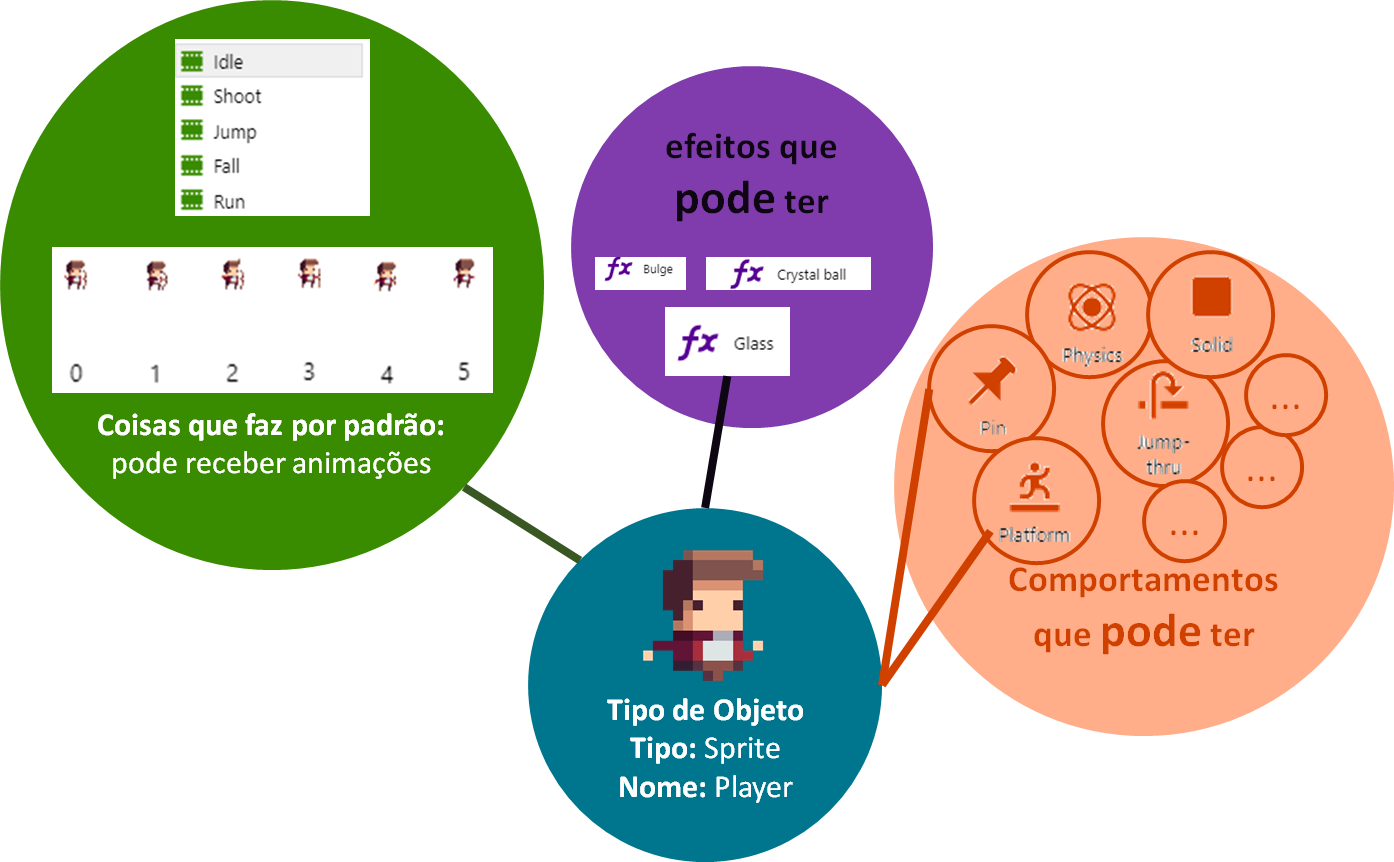 Idle
Shoot
Jump
Fall
Run
0 1 2 3 4 5
Coisas que faz por padrão:
pode receber animações
efeitos que
pode ter
fx Bulge
fx Crystal ball
fx Glass
Physics
Solid
Pin
Jump-
thru
Platform
...
...
...
Comportamentos
que pode ter
Tipo de Objeto
Tipo: Sprite
Nome: Player